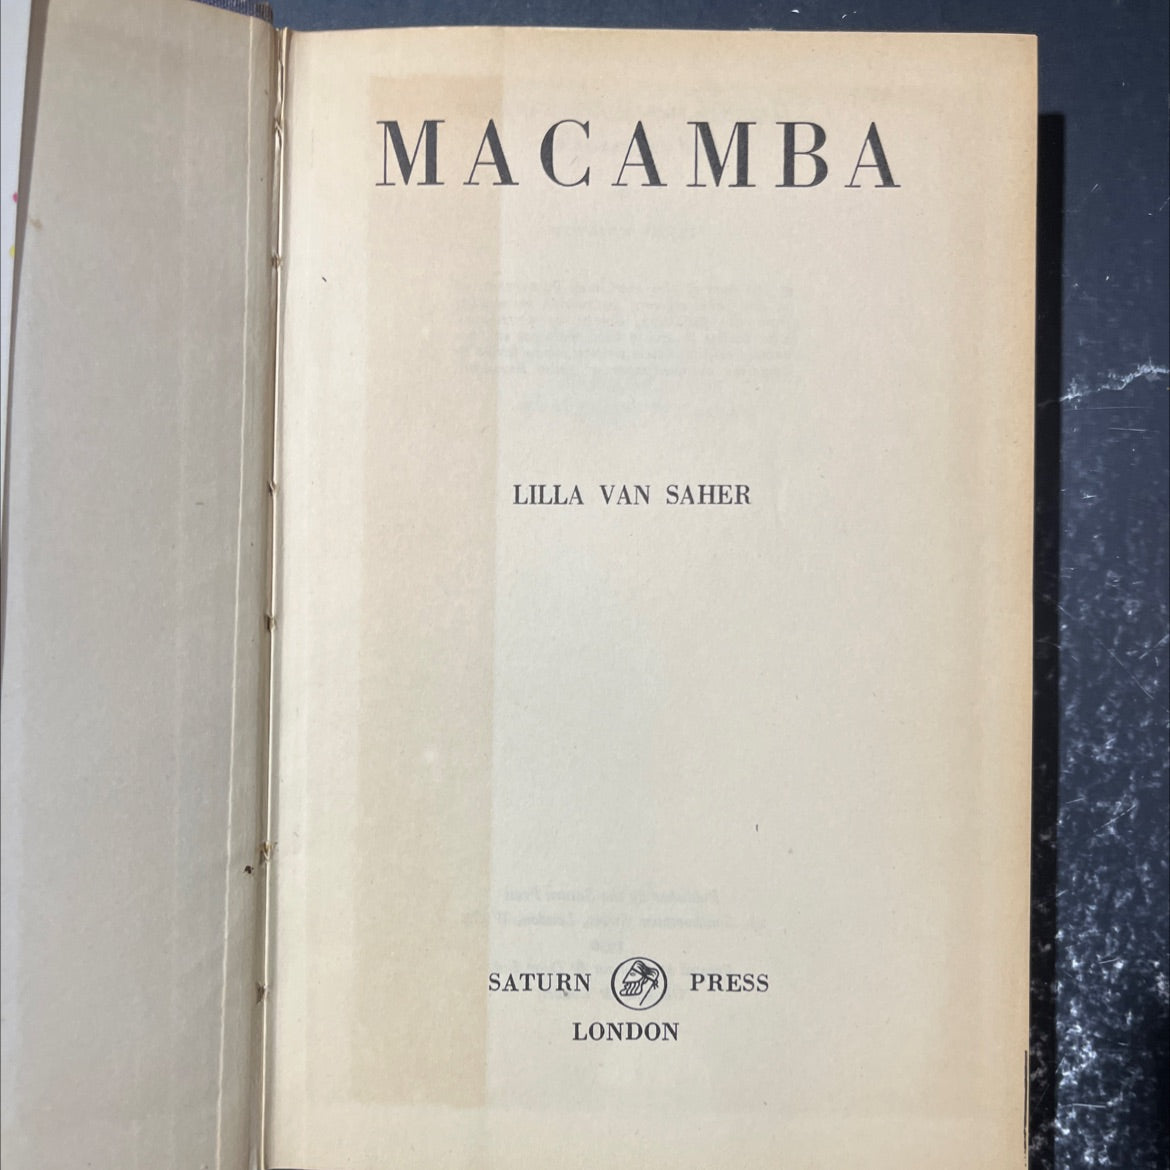 MACAMBA
LILLA VAN SAHER
SATURN PRESS
LONDON